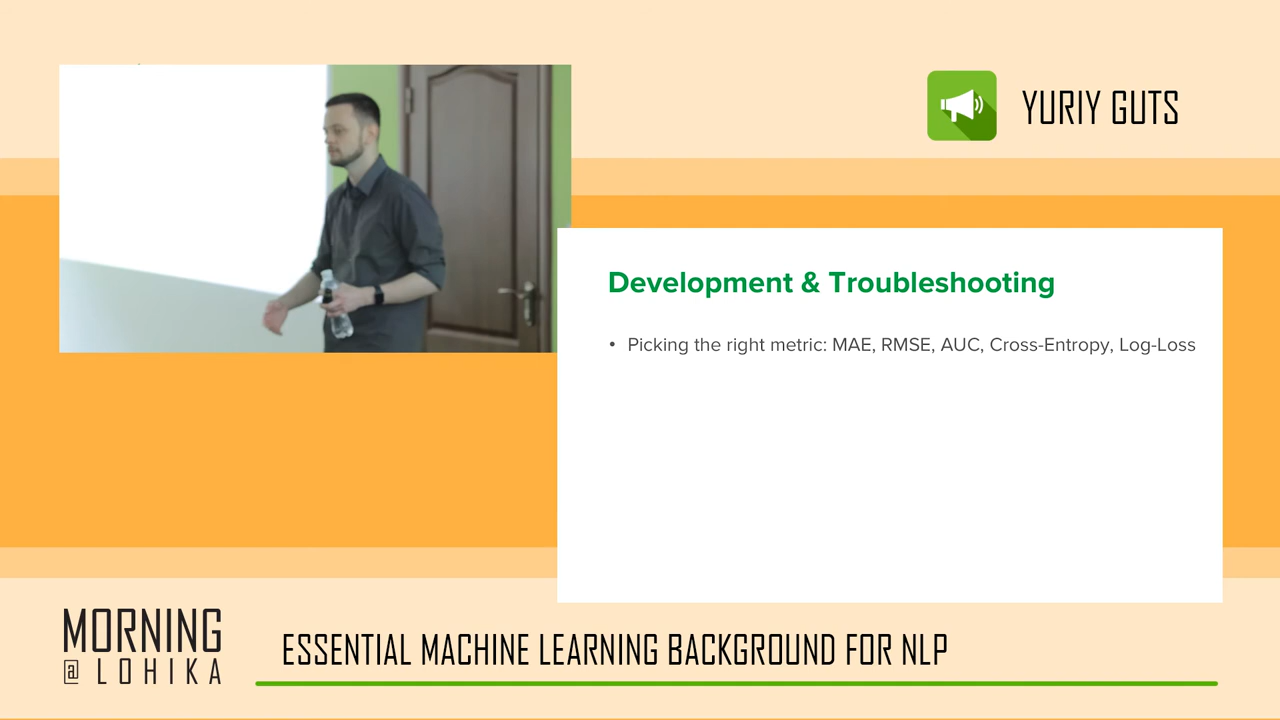 YURIY GUTS
Development & Troubleshooting
• Picking the right metric: MAE, RMSE, AUC, Cross-Entropy, Log-Loss
MORNING
@ LOHIKA
ESSENTIAL MACHINE LEARNING BACKGROUND FOR NLP